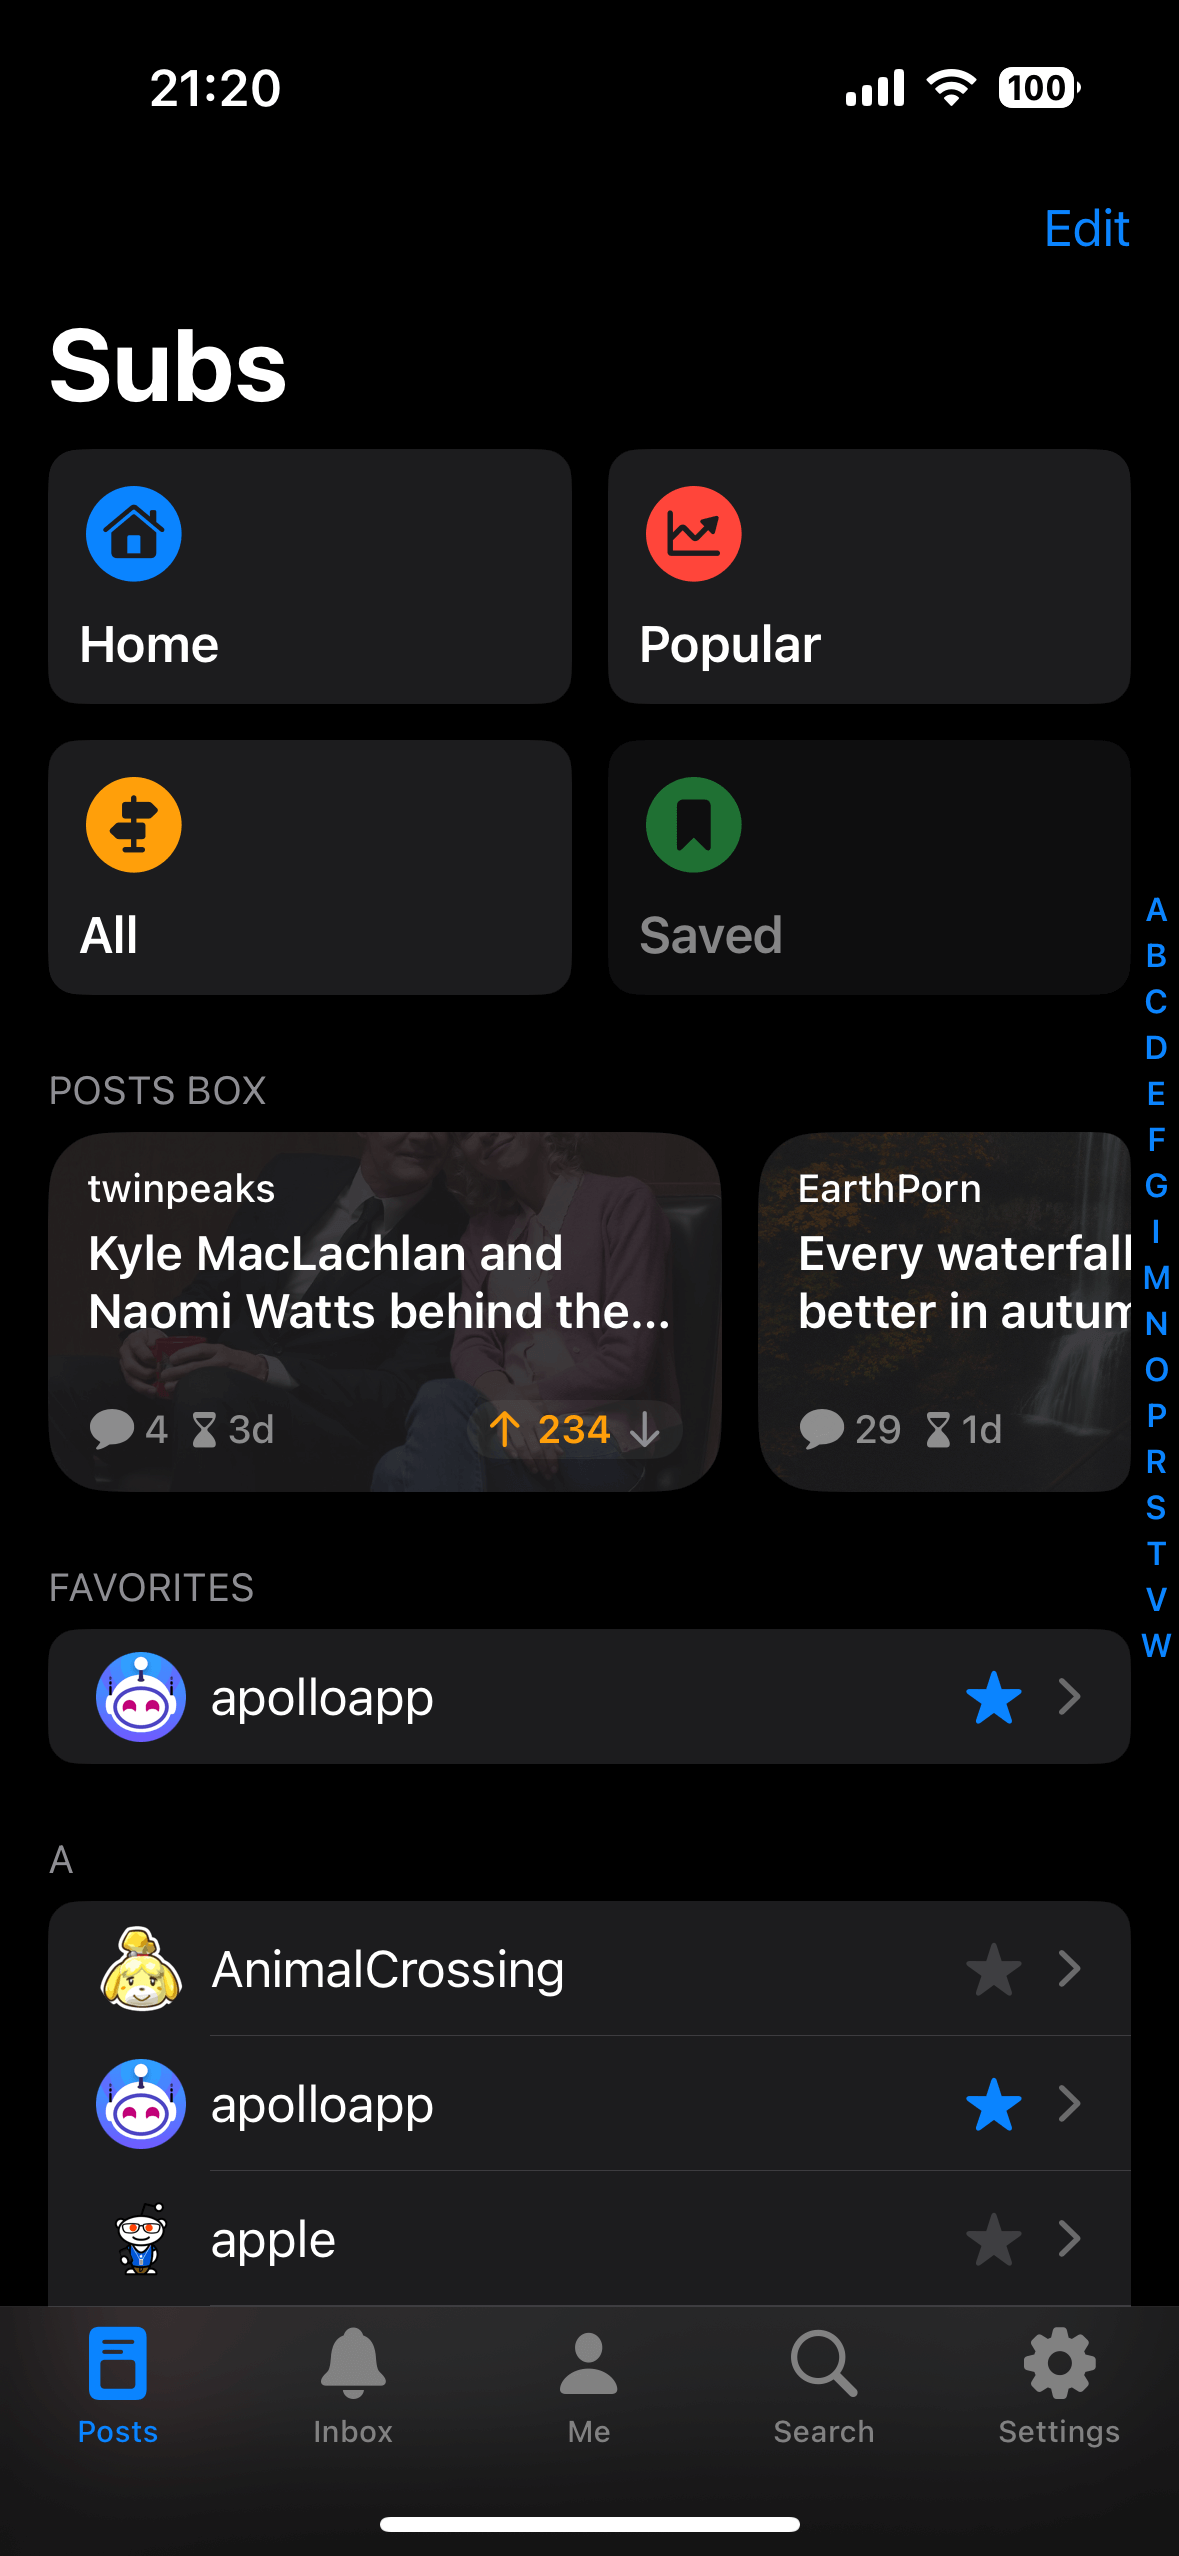 21:20
100
Edit
Subs
Home
Popular
All
Saved
POSTS BOX
twinpeaks
Kyle MacLachlan and
Naomi Watts behind the...
4 3d
234
EarthPorn
Every waterfall
better in autum
29 1d
FAVORITES
apolloapp
A
AnimalCrossing
apolloapp
apple
A
B
C
D
E
F
G
I
M
N
O
P
R
S
T
V
W
Posts
Inbox
Me
Search
Settings